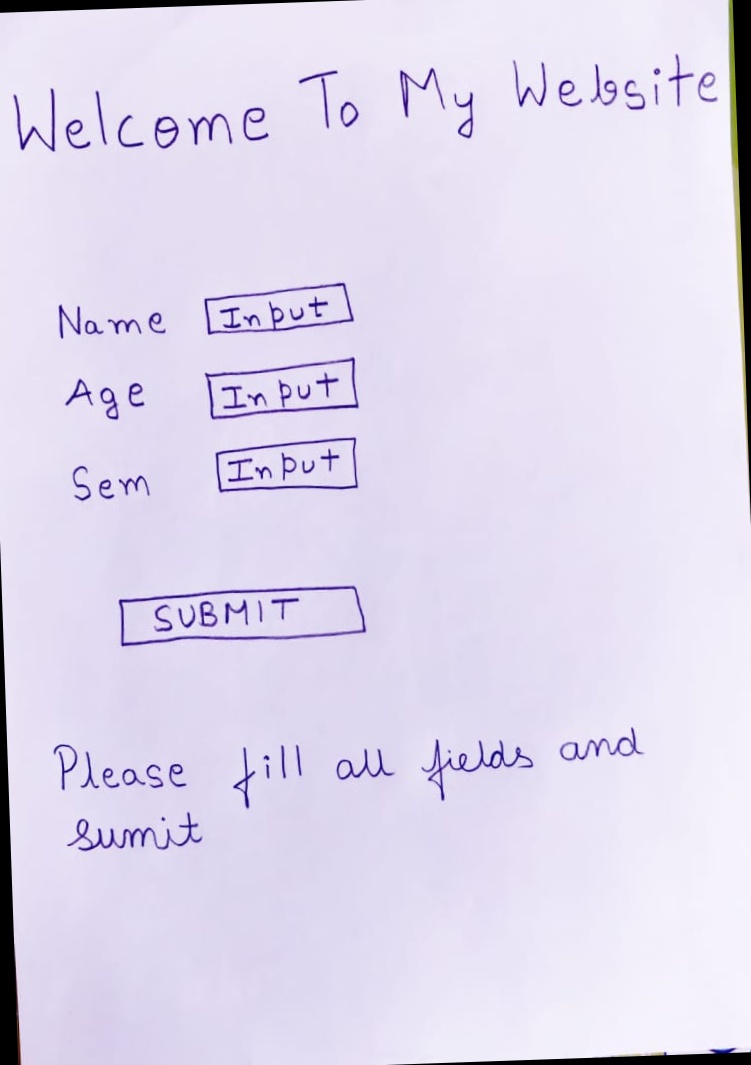 Welcome To My Website
Name Input
Age Input
Sem Input
SUBMIT
Please fill all fields and
sumit